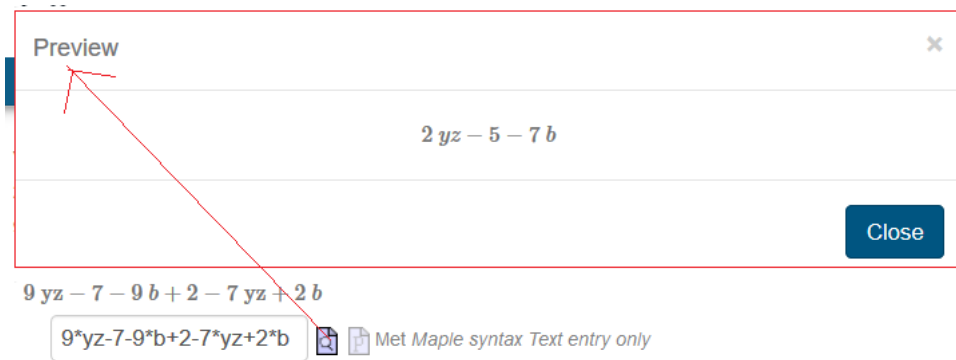 Preview ×
2 yz − 5 − 7 b
Close
9 yz − 7 − 9 b + 2 − 7 yz + 2 b
9*yz-7-9*b+2-7*yz+2*b Met Maple syntax Text entry only